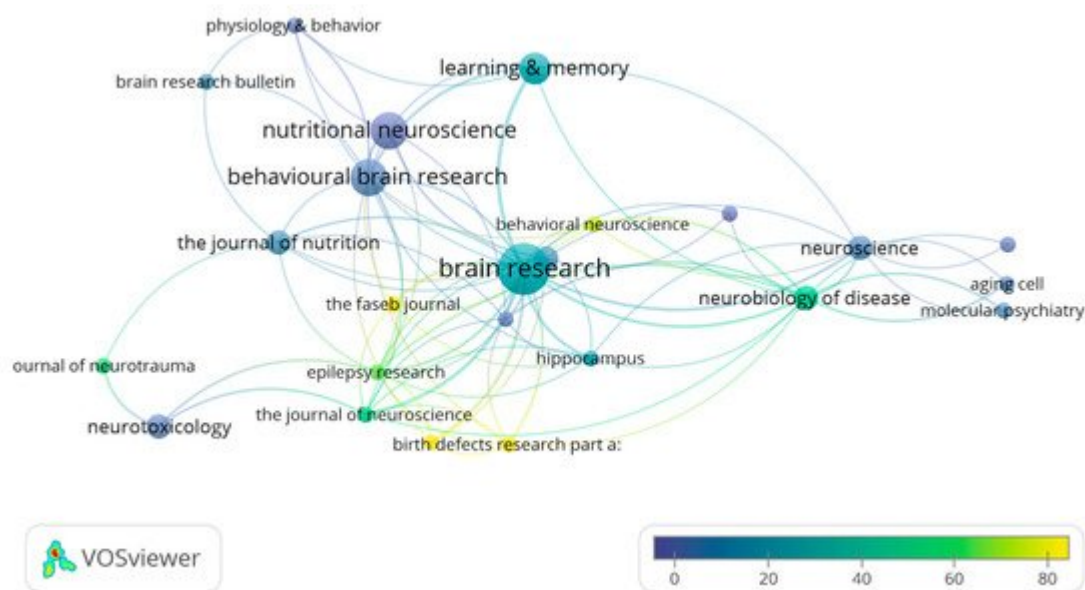 physiology & behavior
learning & memory
brain research bulletin
nutritional neuroscience
behavioural brain research
behavioral neuroscience
the journal of nutrition
neuroscience
brain research
aging cell
neurobiology of disease
the faseb journal
molecular psychiatry
hippocampus
ournal of neurotrauma
epilepsy research
the journal of neuroscience
neurotoxicology
birth defects research part a:
VOSviewer
0 20 40 60 80